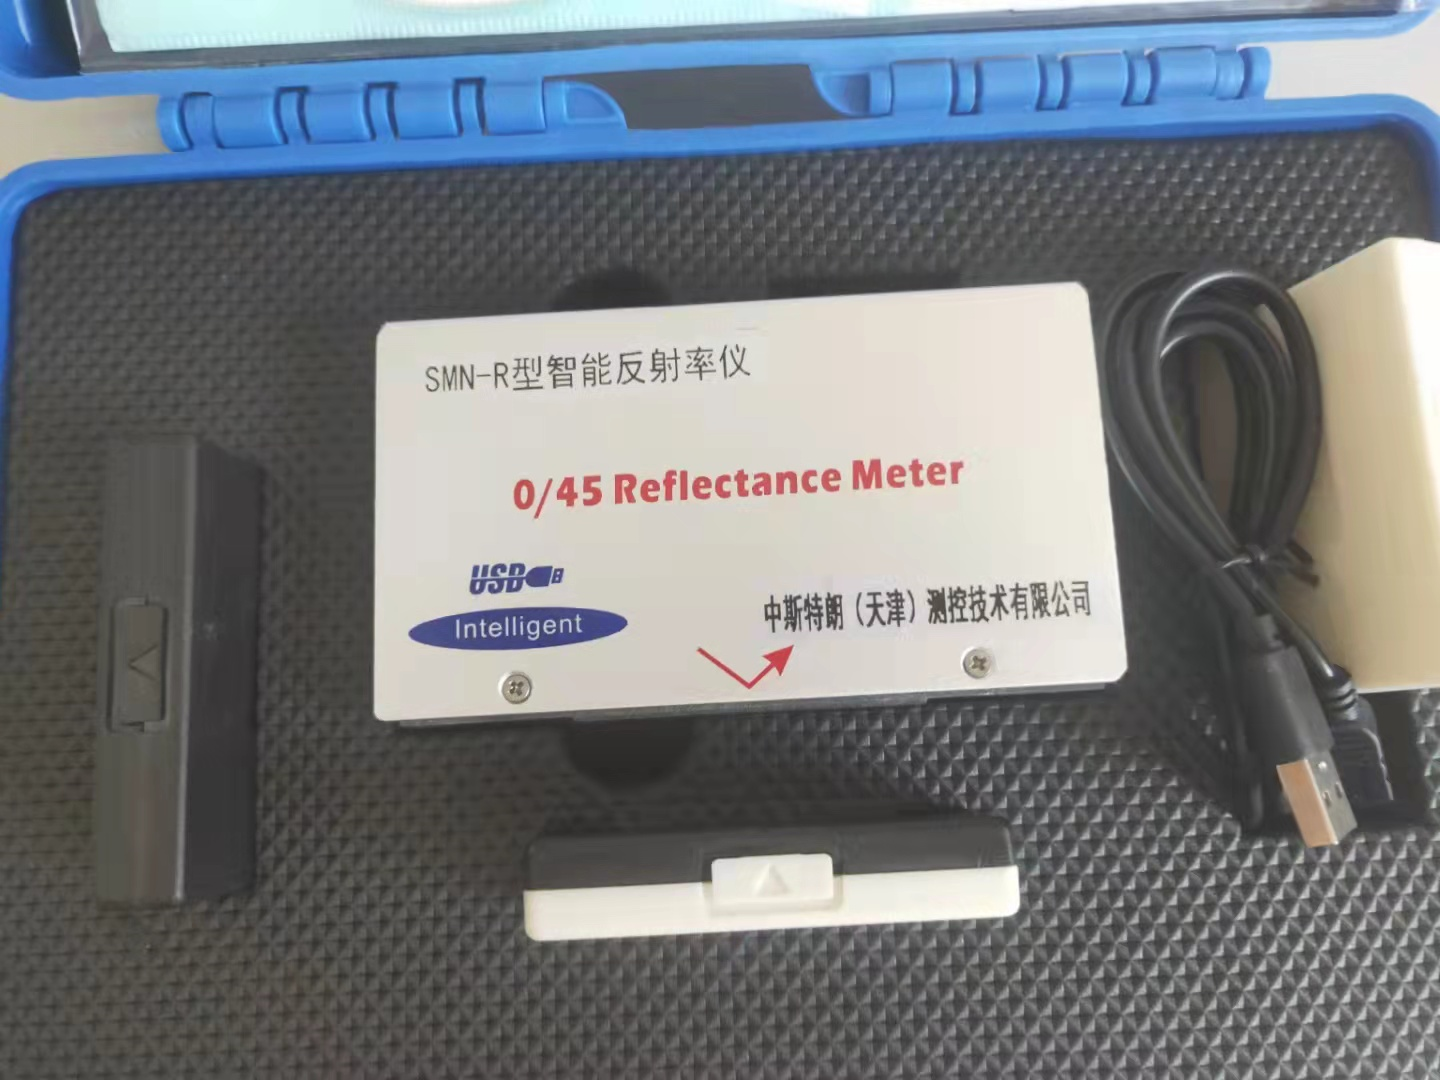 SMN-R型智能反射率仪
0/45 Reflectance Meter
USB
Intelligent
中斯特朗（天津）测控技术有限公司